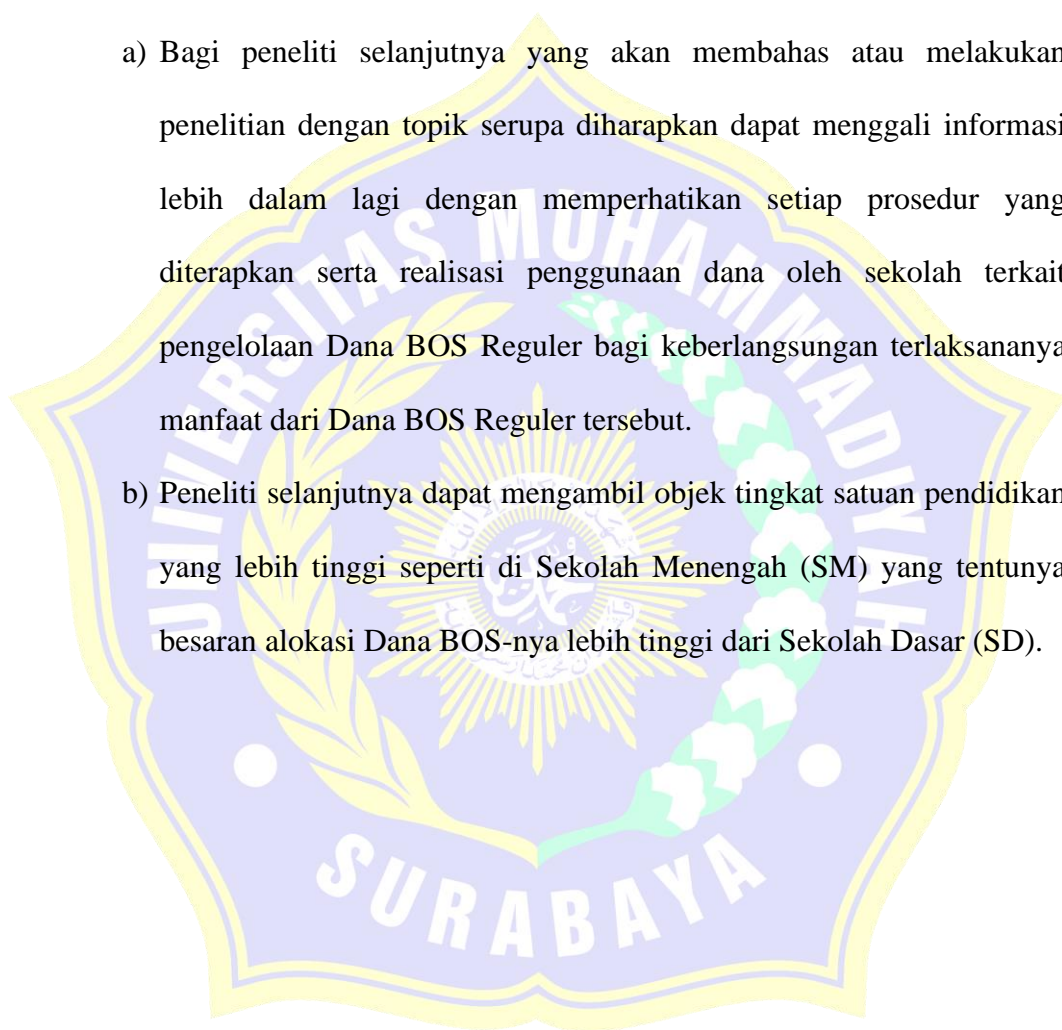 a) Bagi peneliti selanjutnya yang akan membahas atau melakukan
penelitian dengan topik serupa diharapkan dapat menggali informasi
lebih dalam lagi dengan memperhatikan setiap prosedur yang
diterapkan serta realisasi penggunaan dana oleh sekolah terkait
pengelolaan Dana BOS Reguler bagi keberlangsungan terlaksananya
manfaat dari Dana BOS Reguler tersebut.
b) Peneliti selanjutnya dapat mengambil objek tingkat satuan pendidikan
yang lebih tinggi seperti di Sekolah Menengah (SM) yang tentunya
besaran alokasi Dana BOS-nya lebih tinggi dari Sekolah Dasar (SD).
UNIVERSITAS MUHAMMADIYAH
SURABAYA